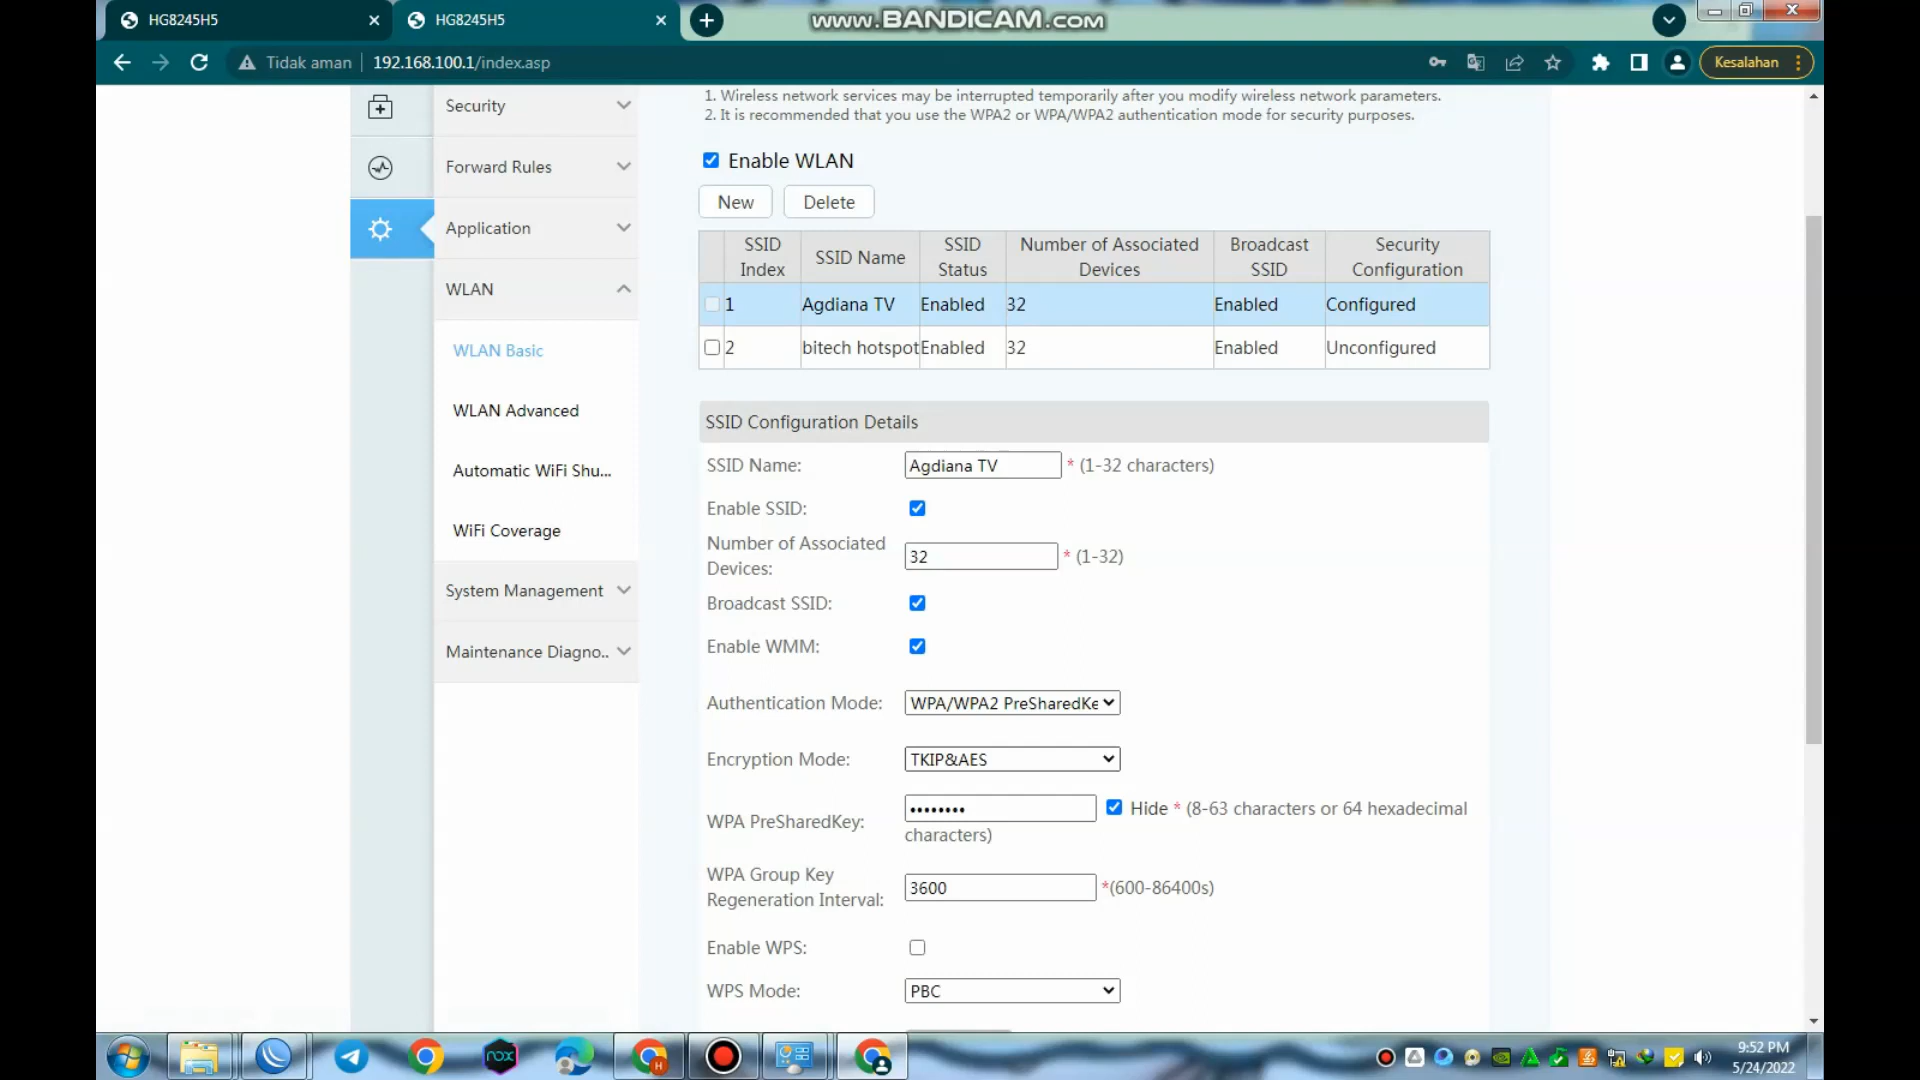 HG8245H5
HG8245H5
www.BANDICAM.com
Tidak aman
192.168.100.1/index.asp
Kesalahan
Security
Forward Rules
Application
WLAN
WLAN Basic
WLAN Advanced
Automatic WiFi Shu...
WiFi Coverage
System Management
Maintenance Diagno..
1. Wireless network services may be interrupted temporarily after you modify wireless network parameters.
2. It is recommended that you use the WPA2 or WPA/WPA2 authentication mode for security purposes.
Enable WLAN
New Delete
SSID Index SSID Name SSID Status Number of Associated Devices Broadcast SSID Security Configuration
1 Agdiana TV Enabled 32 Enabled Configured
2 bitech hotspot Enabled 32 Enabled Unconfigured
SSID Configuration Details
SSID Name: Agdiana TV * (1-32 characters)
Enable SSID:
Number of Associated
Devices: 32 * (1-32)
Broadcast SSID:
Enable WMM:
Authentication Mode: WPA/WPA2 PreSharedKe
Encryption Mode: TKIP&AES
WPA PreSharedKey: •••••••• Hide * (8-63 characters or 64 hexadecimal
characters)
WPA Group Key
Regeneration Interval: 3600 *(600-86400s)
Enable WPS:
WPS Mode: PBC
nox
H
9:52 PM
5/24/2022